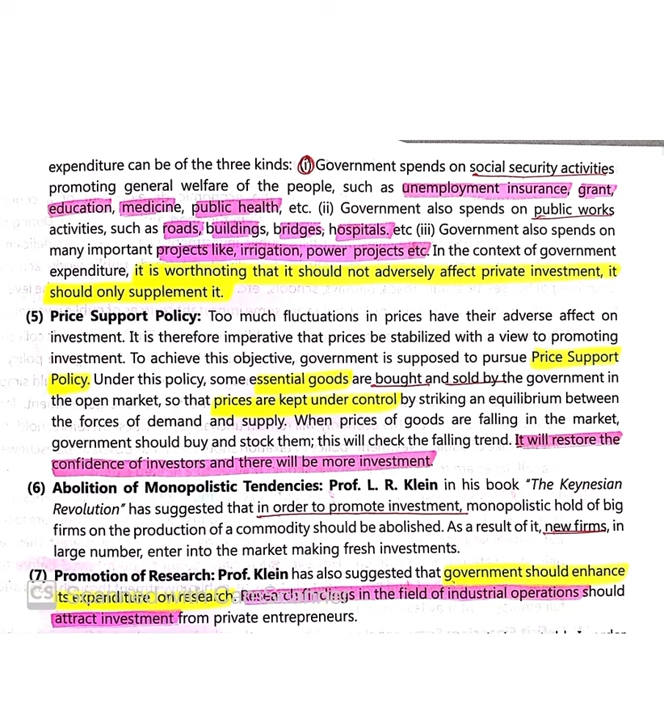 expenditure can be of the three kinds: (i) Government spends on social security activities
promoting general welfare of the people, such as unemployment insurance, grant,
education, medicine, public health, etc. (ii) Government also spends on public works
activities, such as roads, buildings, bridges, hospitals, etc (iii) Government also spends on
many important projects like, irrigation, power projects etc. In the context of government
expenditure, it is worthnoting that it should not adversely affect private investment, it
should only supplement it.
(5) Price Support Policy: Too much fluctuations in prices have their adverse affect on
investment. It is therefore imperative that prices be stabilized with a view to promoting
investment. To achieve this objective, government is supposed to pursue Price Support
Policy. Under this policy, some essential goods are bought and sold by the government in
the open market, so that prices are kept under control by striking an equilibrium between
the forces of demand and supply. When prices of goods are falling in the market,
government should buy and stock them; this will check the falling trend. It will restore the
confidence of investors and there will be more investment.
(6) Abolition of Monopolistic Tendencies: Prof. L. R. Klein in his book "The Keynesian
Revolution" has suggested that in order to promote investment, monopolistic hold of big
firms on the production of a commodity should be abolished. As a result of it, new firms, in
large number, enter into the market making fresh investments.
(7) Promotion of Research: Prof. Klein has also suggested that government should enhance
its expenditure on research. Research findings in the field of industrial operations should
attract investment from private entrepreneurs.
CS